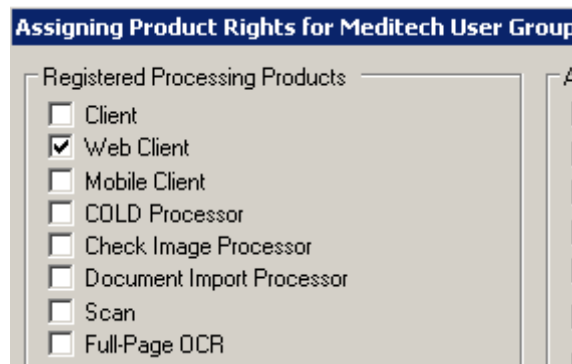 Assigning Product Rights for Meditech User Group
Registered Processing Products
Client
Web Client
Mobile Client
COLD Processor
Check Image Processor
Document Import Processor
Scan
Full-Page OCR